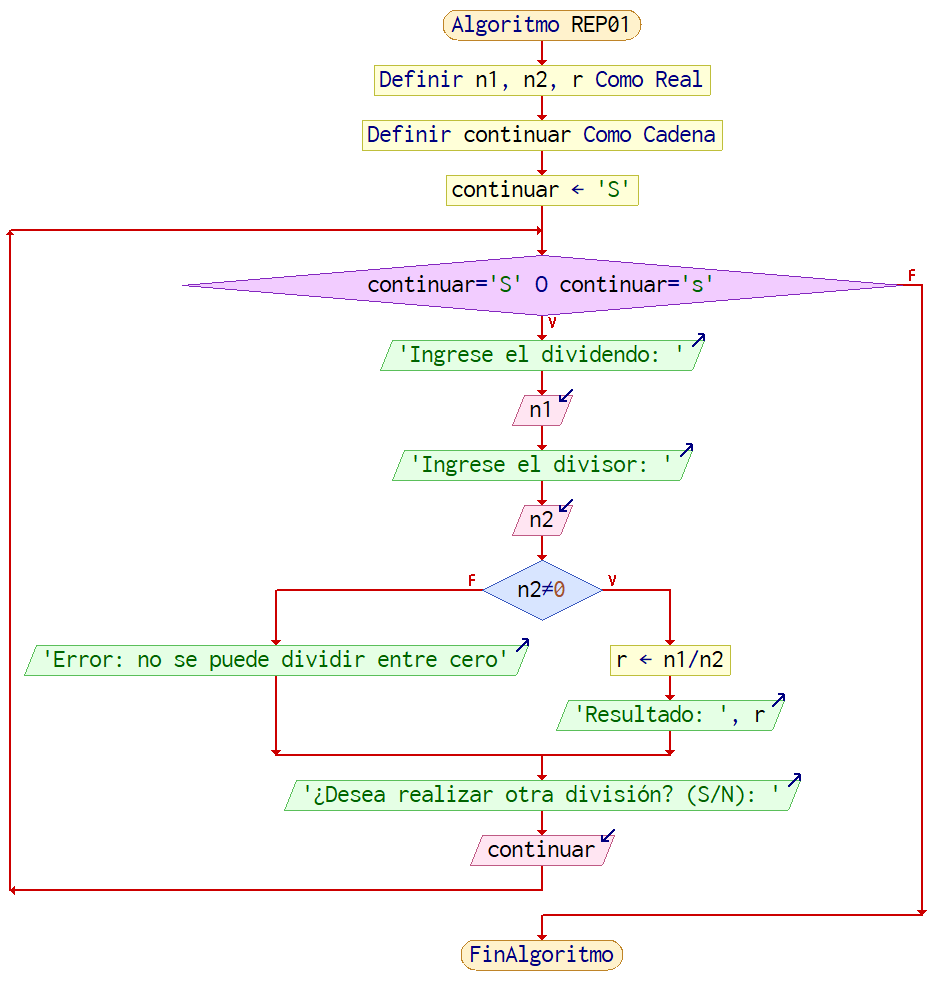 Algoritmo REP01
Definir n1, n2, r Como Real
Definir continuar Como Cadena
continuar ← 'S'
continuar='S' O continuar='s'
F
V
'Ingrese el dividendo: '
n1
'Ingrese el divisor: '
n2
F
n2≠0
V
'Error: no se puede dividir entre cero'
r ← n1/n2
'Resultado: ', r
'¿Desea realizar otra división? (S/N): '
continuar
FinAlgoritmo